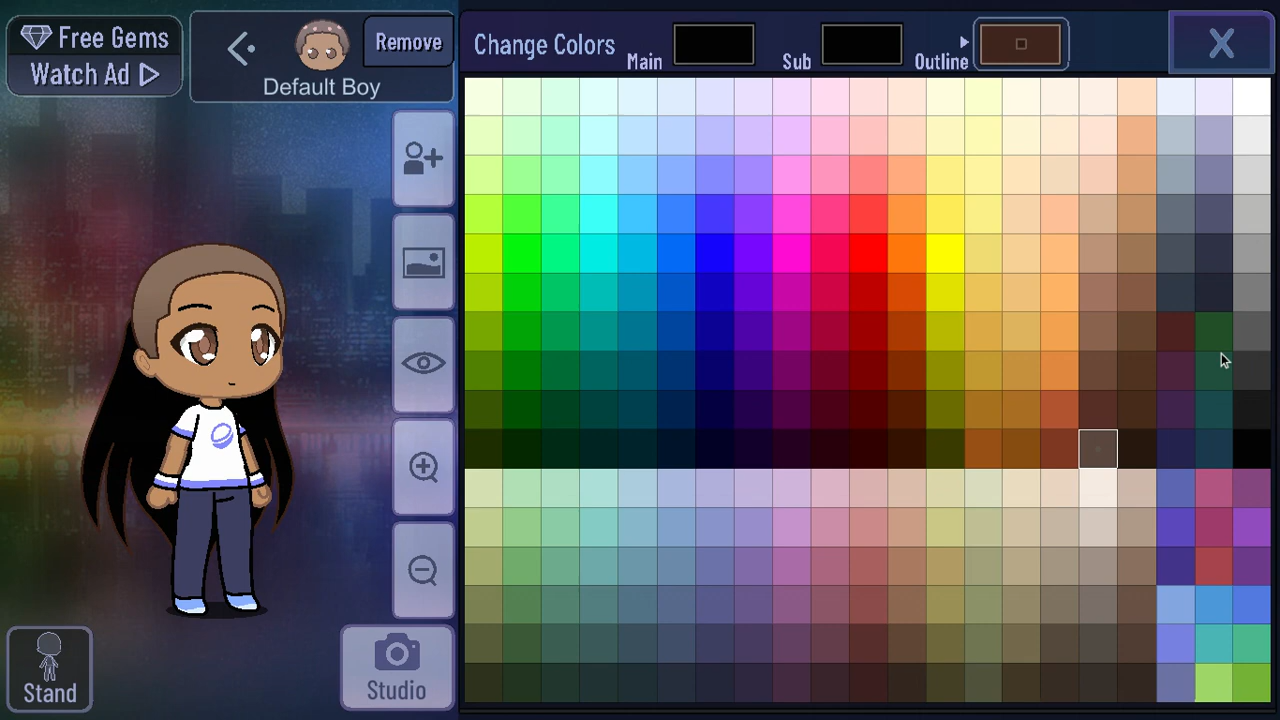 Free Gems
Watch Ad
Remove
Default Boy
Change Colors
Main
Sub
Outline
X
Stand
Studio